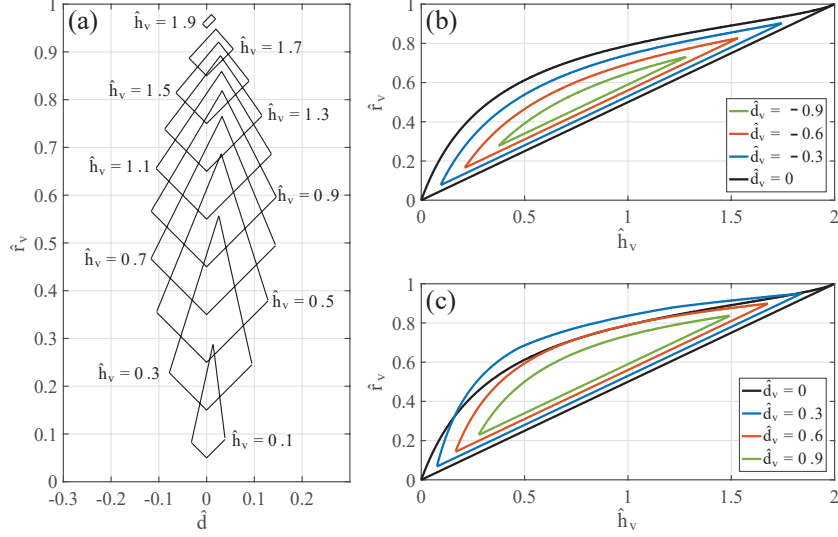 (a)
1
0.9
0.8
0.7
0.6
0.5
0.4
0.3
0.2
0.1
0
r̂v
ĥv = 1.9
ĥv = 1.7
ĥv = 1.5
ĥv = 1.3
ĥv = 1.1
ĥv = 0.9
ĥv = 0.7
ĥv = 0.5
ĥv = 0.3
ĥv = 0.1
-0.3 -0.2 -0.1 0 0.1 0.2
d̂
(b)
1
0.8
0.6
0.4
0.2
0
r̂v
d̂v = −0.9
d̂v = −0.6
d̂v = −0.3
d̂v = 0
0 0.5 1 1.5 2
ĥv
(c)
1
0.8
0.6
0.4
0.2
0
r̂v
d̂v = 0
d̂v = 0.3
d̂v = 0.6
d̂v = 0.9
0 0.5 1 1.5 2
ĥv